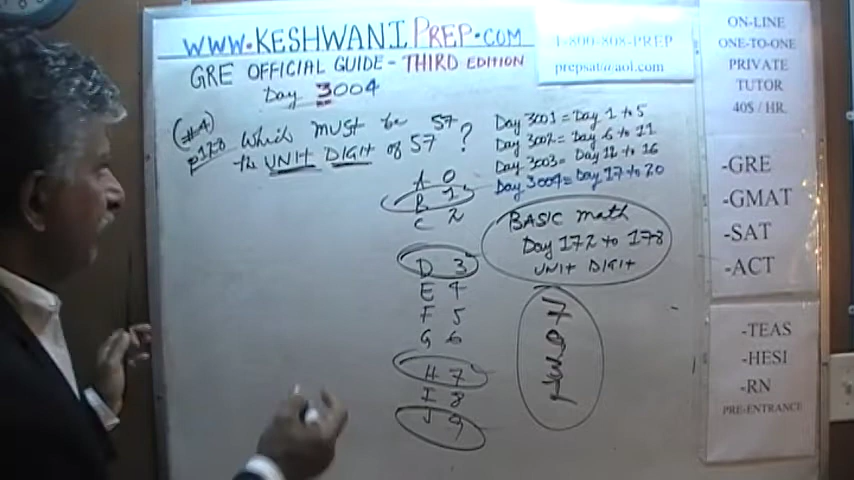 WWW.KESHWANIPREP.COM
GRE OFFICIAL GUIDE - THIRD EDITION
Day 3004
1-800-808-PREP
prepsat@aol.com
(#4)
p128
Which MUST be
the UNIT DIGIT of 57^57 ?
A 0
B 1
C 2
D 3
E 4
F 5
G 6
H 7
I 8
J 9
Day 3001 = Day 1 to 5
Day 3002 = Day 6 to 11
Day 3003 = Day 12 to 16
Day 3004 = Day 17 to 20
BASIC math
Day 172 to 178
UNIT DIGIT
ON-LINE
ONE-TO-ONE
PRIVATE
TUTOR
40$ / HR.
-GRE
-GMAT
-SAT
-ACT
-TEAS
-HESI
-RN
PRE-ENTRANCE